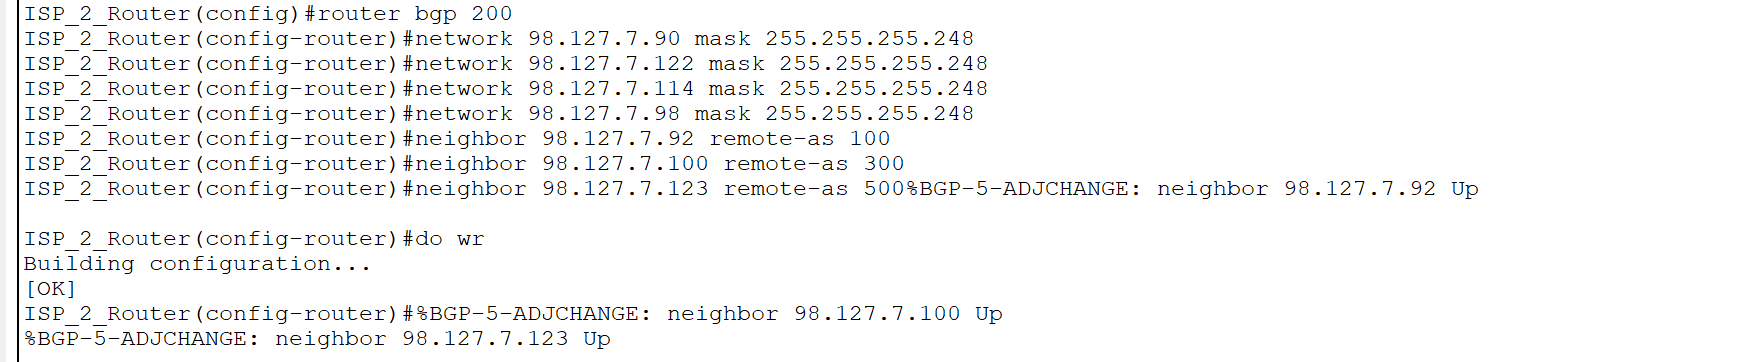 ISP_2_Router(config)#router bgp 200
ISP_2_Router(config-router)#network 98.127.7.90 mask 255.255.255.248
ISP_2_Router(config-router)#network 98.127.7.122 mask 255.255.255.248
ISP_2_Router(config-router)#network 98.127.7.114 mask 255.255.255.248
ISP_2_Router(config-router)#network 98.127.7.98 mask 255.255.255.248
ISP_2_Router(config-router)#neighbor 98.127.7.92 remote-as 100
ISP_2_Router(config-router)#neighbor 98.127.7.100 remote-as 300
ISP_2_Router(config-router)#neighbor 98.127.7.123 remote-as 500%BGP-5-ADJCHANGE: neighbor 98.127.7.92 Up
ISP_2_Router(config-router)#do wr
Building configuration...
[OK]
ISP_2_Router(config-router)#%BGP-5-ADJCHANGE: neighbor 98.127.7.100 Up
%BGP-5-ADJCHANGE: neighbor 98.127.7.123 Up